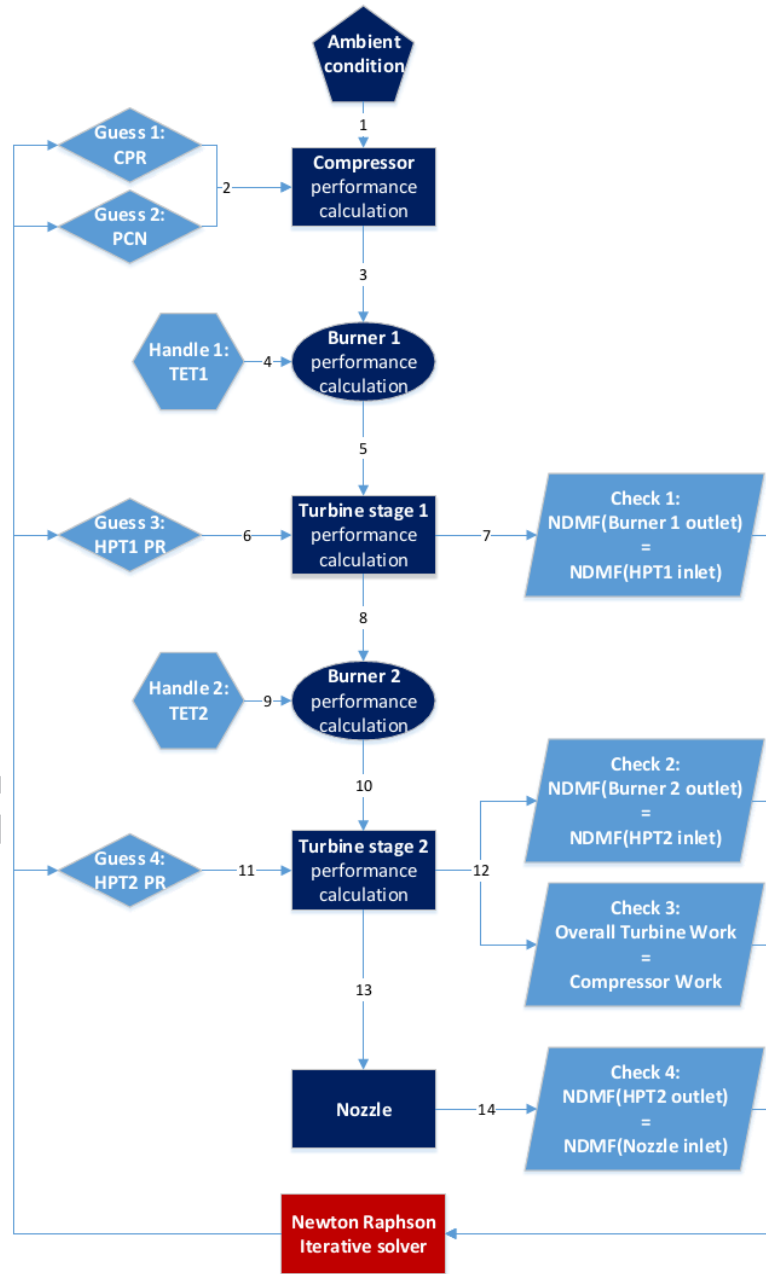 Ambient
condition
1
Guess 1:
CPR
Guess 2:
PCN
2
Compressor
performance
calculation
3
Handle 1:
TET1
4
Burner 1
performance
calculation
5
Guess 3:
HPT1 PR
6
Turbine stage 1
performance
calculation
7
Check 1:
NDMF(Burner 1 outlet)
=
NDMF(HPT1 inlet)
8
Handle 2:
TET2
9
Burner 2
performance
calculation
10
Guess 4:
HPT2 PR
11
Turbine stage 2
performance
calculation
12
Check 2:
NDMF(Burner 2 outlet)
=
NDMF(HPT2 inlet)
Check 3:
Overall Turbine Work
=
Compressor Work
13
Nozzle
14
Check 4:
NDMF(HPT2 outlet)
=
NDMF(Nozzle inlet)
Newton Raphson
Iterative solver